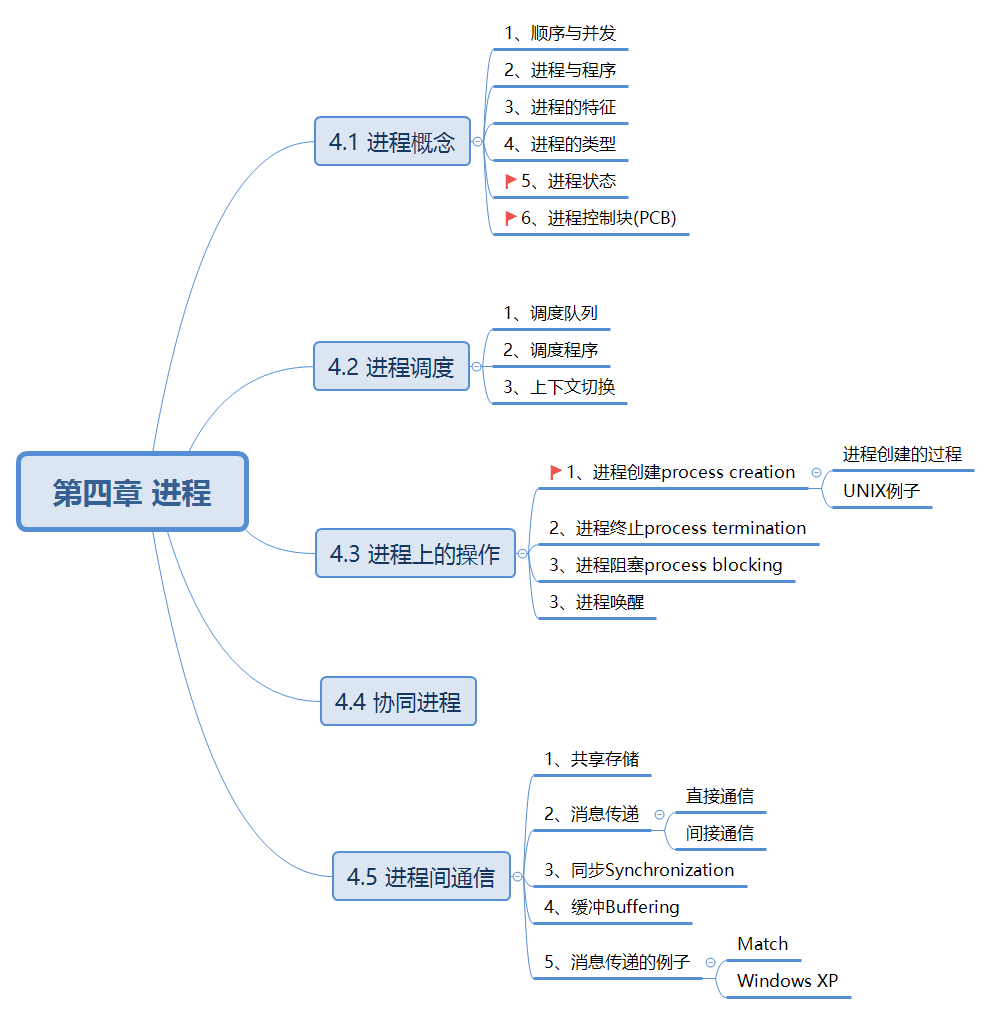 第四章 进程
4.1 进程概念
1、顺序与并发
2、进程与程序
3、进程的特征
4、进程的类型
5、进程状态
6、进程控制块(PCB)
4.2 进程调度
1、调度队列
2、调度程序
3、上下文切换
4.3 进程上的操作
1、进程创建process creation
进程创建的过程
UNIX例子
2、进程终止process termination
3、进程阻塞process blocking
3、进程唤醒
4.4 协同进程
4.5 进程间通信
1、共享存储
2、消息传递
直接通信
间接通信
3、同步Synchronization
4、缓冲Buffering
5、消息传递的例子
Match
Windows XP